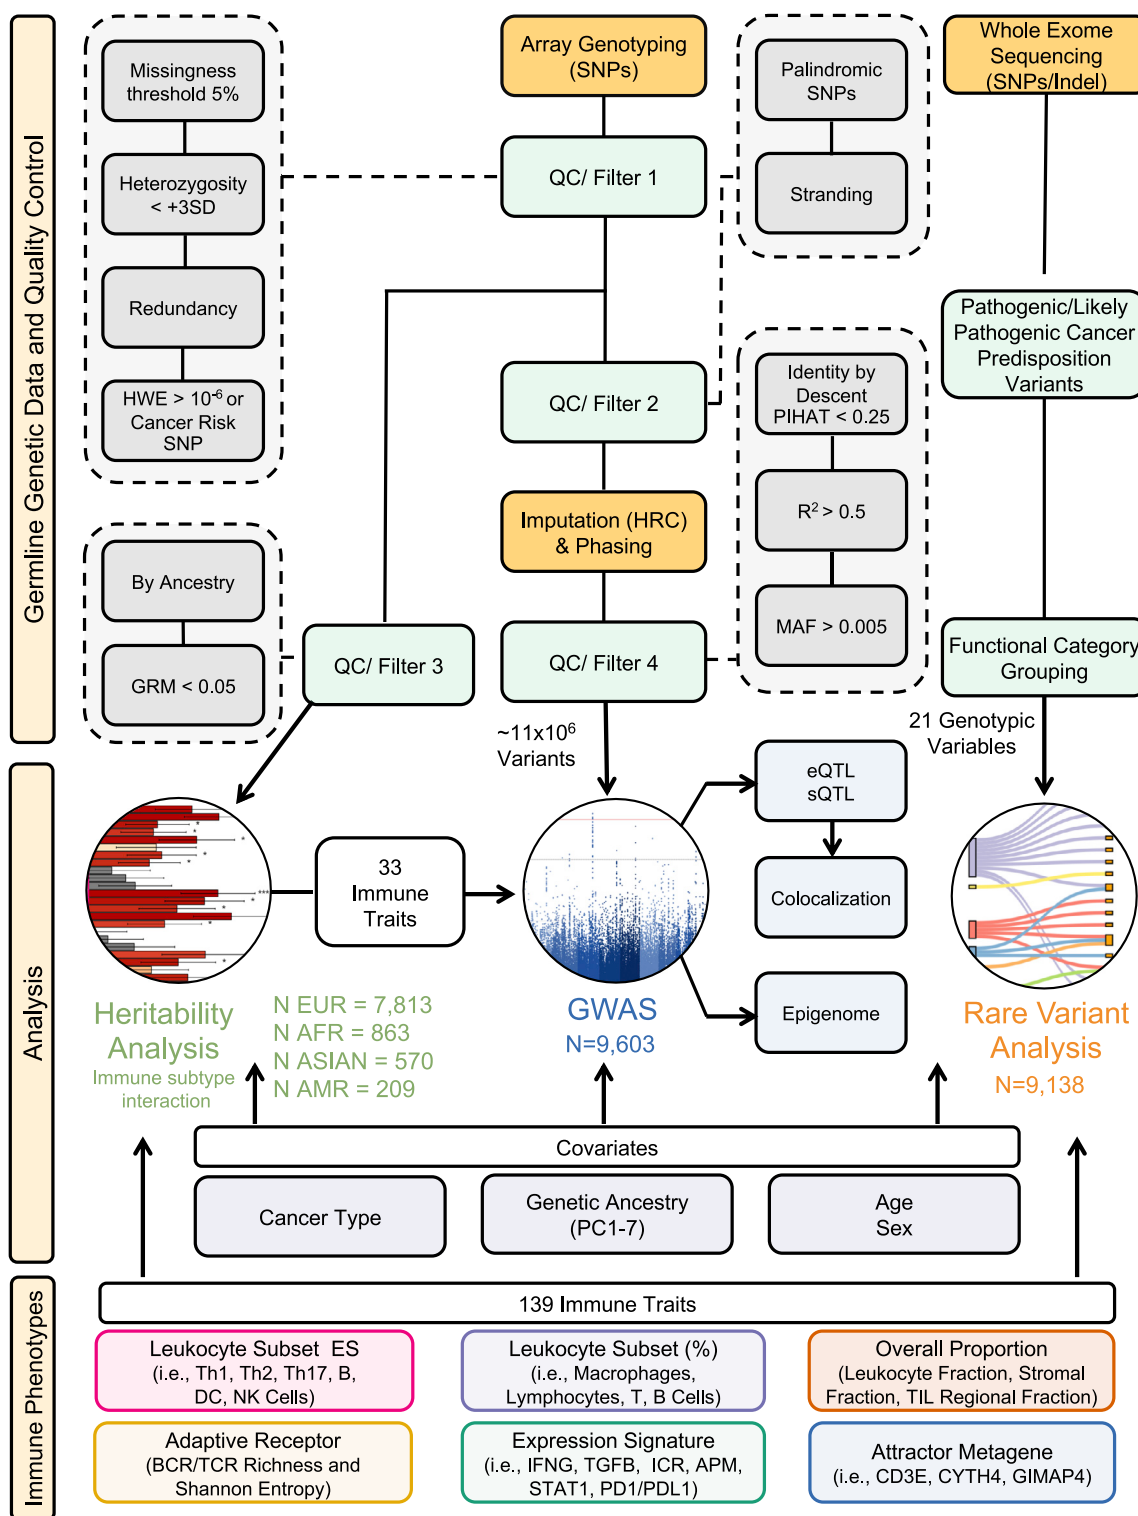 Germline Genetic Data and Quality Control
Missingness
threshold 5%
Heterozygosity
< +3SD
Redundancy
HWE > 10⁻⁶ or
Cancer Risk
SNP
By Ancestry
GRM < 0.05
Array Genotyping
(SNPs)
QC/ Filter 1
QC/ Filter 2
Imputation (HRC)
& Phasing
QC/ Filter 3
QC/ Filter 4
Palindromic
SNPs
Stranding
Identity by
Descent
PIHAT < 0.25
R² > 0.5
MAF > 0.005
Whole Exome
Sequencing
(SNPs/Indel)
Pathogenic/Likely
Pathogenic Cancer
Predisposition
Variants
Functional Category
Grouping
~11x10⁶
Variants
21 Genotypic
Variables
Analysis
33
Immune
Traits
eQTL
sQTL
Colocalization
Epigenome
Heritability
Analysis
Immune subtype
interaction
N EUR = 7,813
N AFR = 863
N ASIAN = 570
N AMR = 209
GWAS
N=9,603
Rare Variant
Analysis
N=9,138
Covariates
Cancer Type
Genetic Ancestry
(PC1-7)
Age
Sex
Immune Phenotypes
139 Immune Traits
Leukocyte Subset ES
(i.e., Th1, Th2, Th17, B,
DC, NK Cells)
Leukocyte Subset (%)
(i.e., Macrophages,
Lymphocytes, T, B Cells)
Overall Proportion
(Leukocyte Fraction, Stromal
Fraction, TIL Regional Fraction)
Adaptive Receptor
(BCR/TCR Richness and
Shannon Entropy)
Expression Signature
(i.e., IFNG, TGFB, ICR, APM,
STAT1, PD1/PDL1)
Attractor Metagene
(i.e., CD3E, CYTH4, GIMAP4)